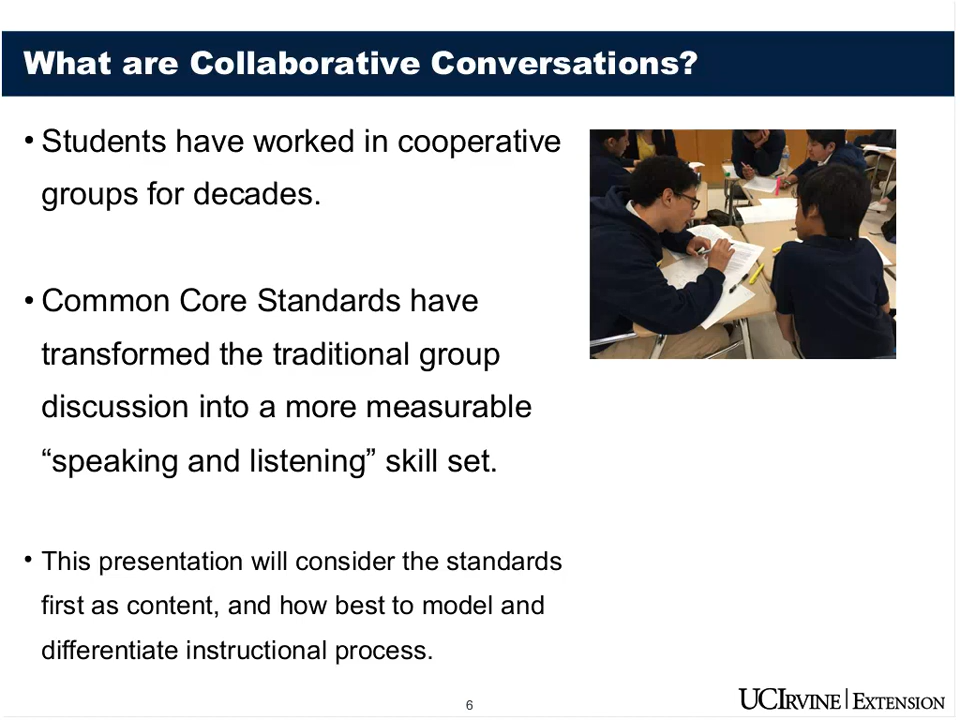 What are Collaborative Conversations?
• Students have worked in cooperative
groups for decades.
• Common Core Standards have
transformed the traditional group
discussion into a more measurable
“speaking and listening” skill set.
• This presentation will consider the standards
first as content, and how best to model and
differentiate instructional process.
6
UCIRVINE | EXTENSION